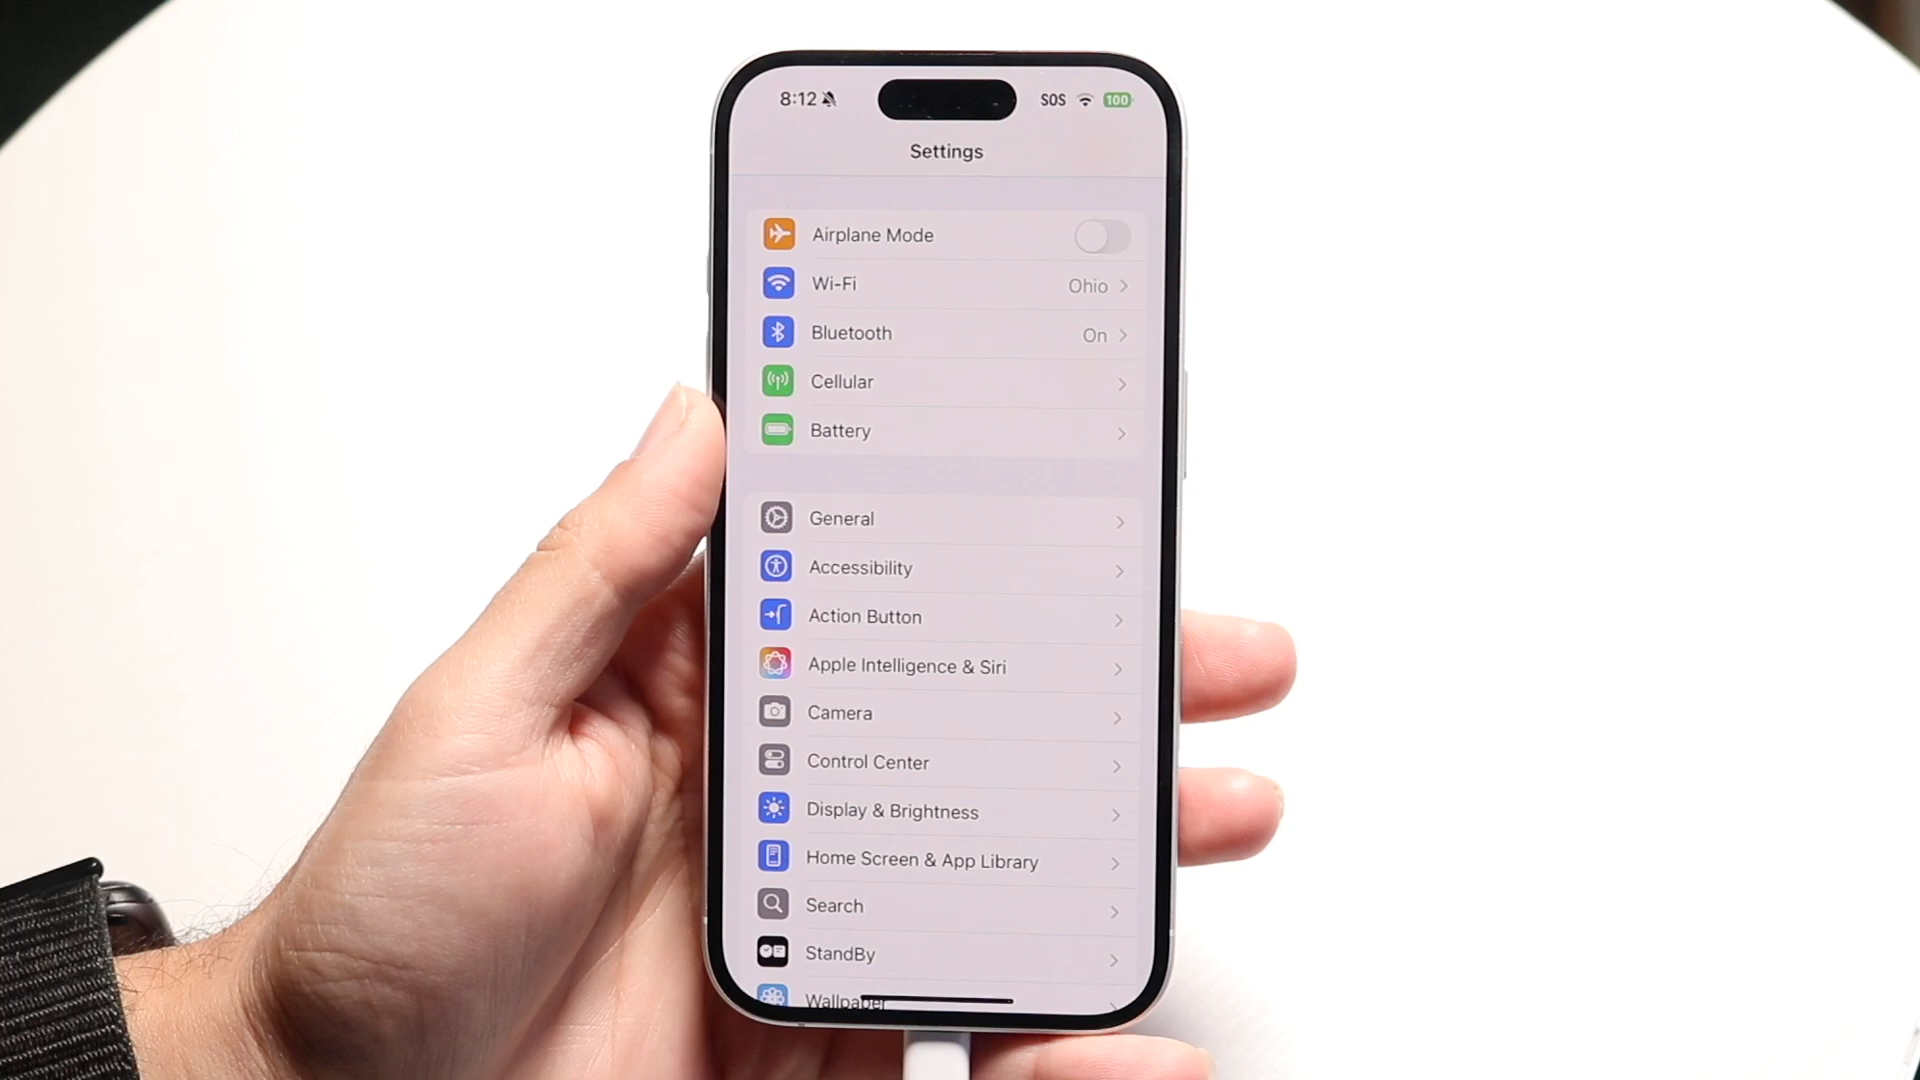 8:12 SOS 100
Settings
Airplane Mode
Wi-Fi Ohio
Bluetooth On
Cellular
Battery
General
Accessibility
Action Button
Apple Intelligence & Siri
Camera
Control Center
Display & Brightness
Home Screen & App Library
Search
StandBy
Wallpaper